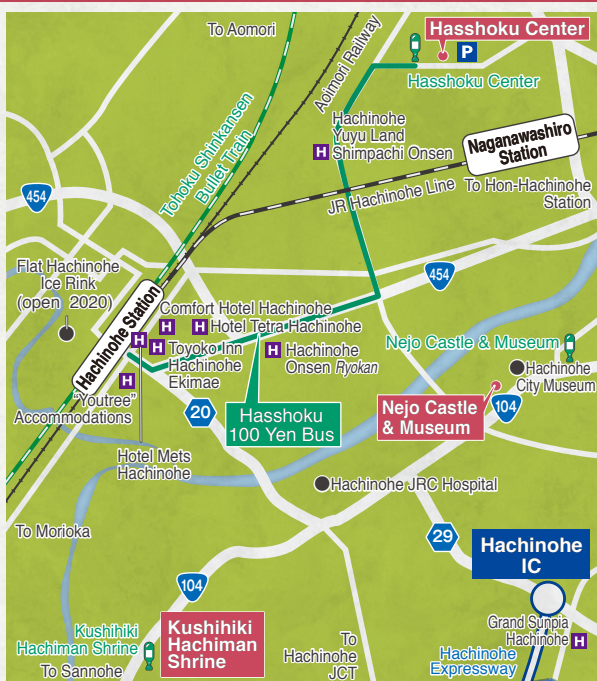 To Aomori
Aoimori Railway
Hasshoku Center
P
Hasshoku Center
Hachinohe
Yuyu Land
H Shimpachi Onsen
Naganawashiro
Station
Tohoku Shinkansen
Bullet Train
JR Hachinohe Line
To Hon-Hachinohe
Station
454
454
Flat Hachinohe
Ice Rink
(open 2020)
Hachinohe Station
Comfort Hotel Hachinohe
H
H Hotel Tetra Hachinohe
H
H Toyoko Inn
Hachinohe
Ekimae
H Hachinohe
Onsen Ryokan
Nejo Castle & Museum
Hachinohe
City Museum
H
"Youtree"
Accommodations
20
Hasshoku
100 Yen Bus
Nejo Castle
& Museum
104
Hotel Mets
Hachinohe
Hachinohe JRC Hospital
To Morioka
29
Hachinohe
IC
104
Kushihiki
Hachiman Shrine
Kushihiki
Hachiman
Shrine
To Sannohe
To
Hachinohe
JCT
Grand Sunpia
Hachinohe H
Hachinohe
Expressway